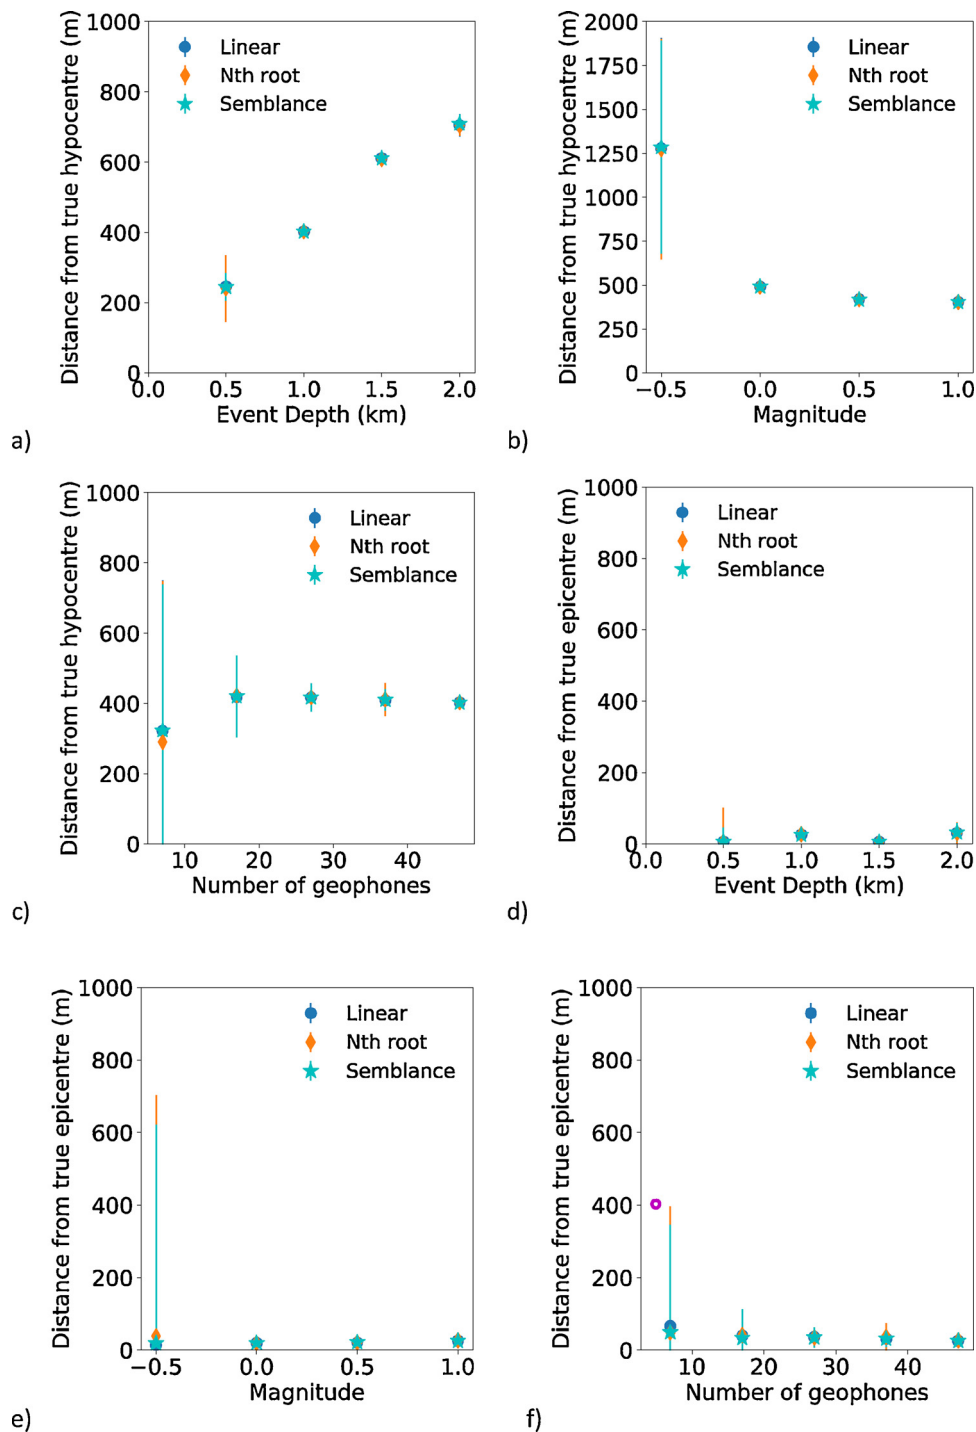 Distance from true hypocentre (m)
1000
800
600
400
200
0
Linear
Nth root
Semblance
0.0 0.5 1.0 1.5 2.0
Event Depth (km)
a)
Distance from true hypocentre (m)
2000
1750
1500
1250
1000
750
500
250
0
Linear
Nth root
Semblance
−0.5 0.0 0.5 1.0
Magnitude
b)
Distance from true hypocentre (m)
1000
800
600
400
200
0
Linear
Nth root
Semblance
10 20 30 40
Number of geophones
c)
Distance from true epicentre (m)
1000
800
600
400
200
0
Linear
Nth root
Semblance
0.0 0.5 1.0 1.5 2.0
Event Depth (km)
d)
Distance from true epicentre (m)
1000
800
600
400
200
0
Linear
Nth root
Semblance
−0.5 0.0 0.5 1.0
Magnitude
e)
Distance from true epicentre (m)
1000
800
600
400
200
0
Linear
Nth root
Semblance
10 20 30 40
Number of geophones
f)